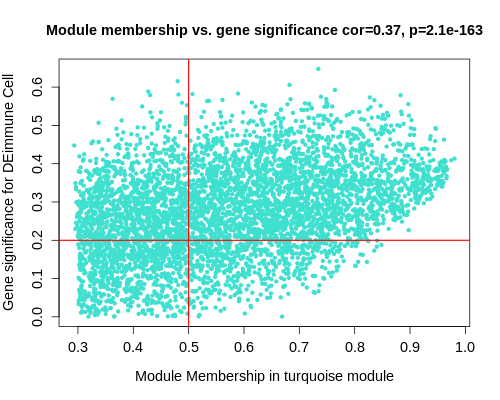 Module membership vs. gene significance cor=0.37, p=2.1e-163
Gene significance for DEimmune Cell
0.6
0.5
0.4
0.3
0.2
0.1
0.0
0.3 0.4 0.5 0.6 0.7 0.8 0.9 1.0
Module Membership in turquoise module